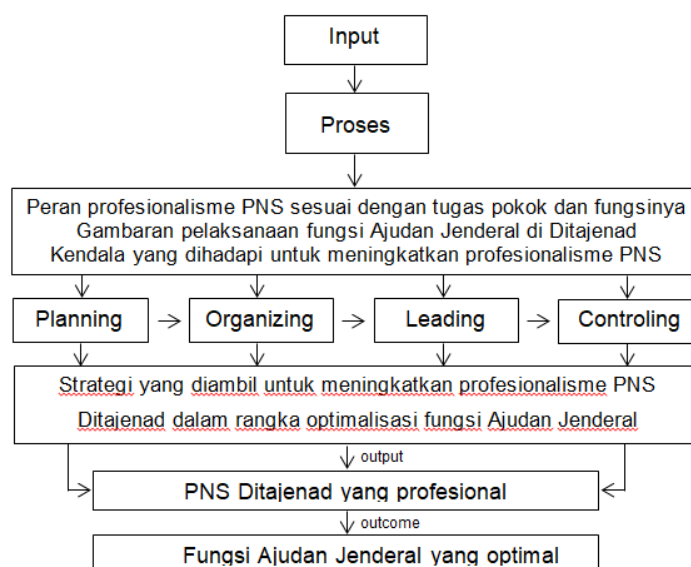 Input
Proses
Peran profesionalisme PNS sesuai dengan tugas pokok dan fungsinya
Gambaran pelaksanaan fungsi Ajudan Jenderal di Ditajenad
Kendala yang dihadapi untuk meningkatkan profesionalisme PNS
Planning
Organizing
Leading
Controling
Strategi yang diambil untuk meningkatkan profesionalisme PNS
Ditajenad dalam rangka optimalisasi fungsi Ajudan Jenderal
output
PNS Ditajenad yang profesional
outcome
Fungsi Ajudan Jenderal yang optimal